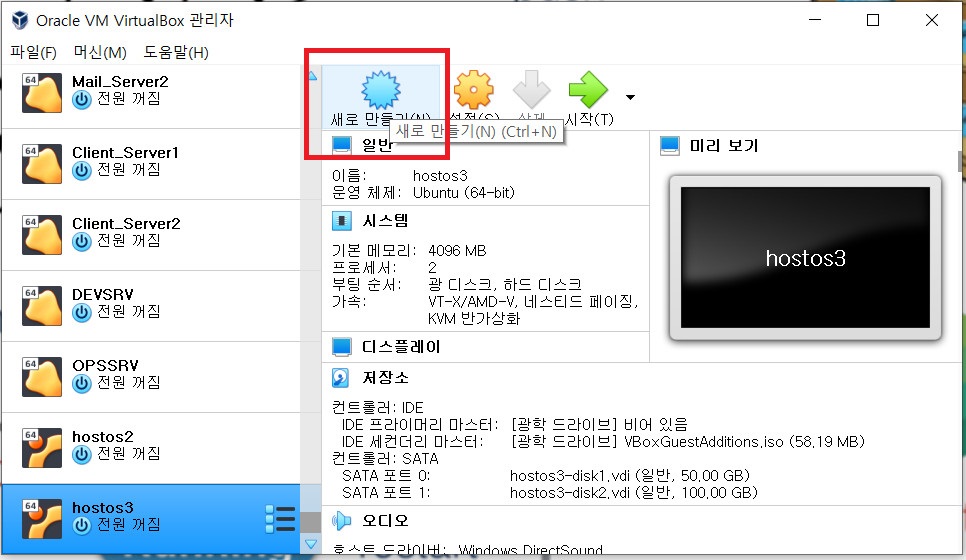 Oracle VM VirtualBox 관리자
파일(F) 머신(M) 도움말(H)
64
Mail_Server2
전원 꺼짐
64
Client_Server1
전원 꺼짐
64
Client_Server2
전원 꺼짐
64
DEVSRV
전원 꺼짐
64
OPSSRV
전원 꺼짐
64
hostos2
전원 꺼짐
64
hostos3
전원 꺼짐
새로 만들기(N) 설정(S) 삭제 시작(T)
새로 만들기(N) (Ctrl+N)
일반
이름: hostos3
운영 체제: Ubuntu (64-bit)
시스템
기본 메모리: 4096 MB
프로세서: 2
부팅 순서: 광 디스크, 하드 디스크
가속: VT-X/AMD-V, 네스티드 페이징,
KVM 반가상화
디스플레이
미리 보기
hostos3
저장소
컨트롤러: IDE
IDE 프라이머리 마스터: [광학 드라이브] 비어 있음
IDE 세컨더리 마스터: [광학 드라이브] VBoxGuestAdditions.iso (58.19 MB)
컨트롤러: SATA
SATA 포트 0: hostos3-disk1.vdi (일반, 50.00 GB)
SATA 포트 1: hostos3-disk2.vdi (일반, 100.00 GB)
오디오
호스트 드라이버: Windows DirectSound